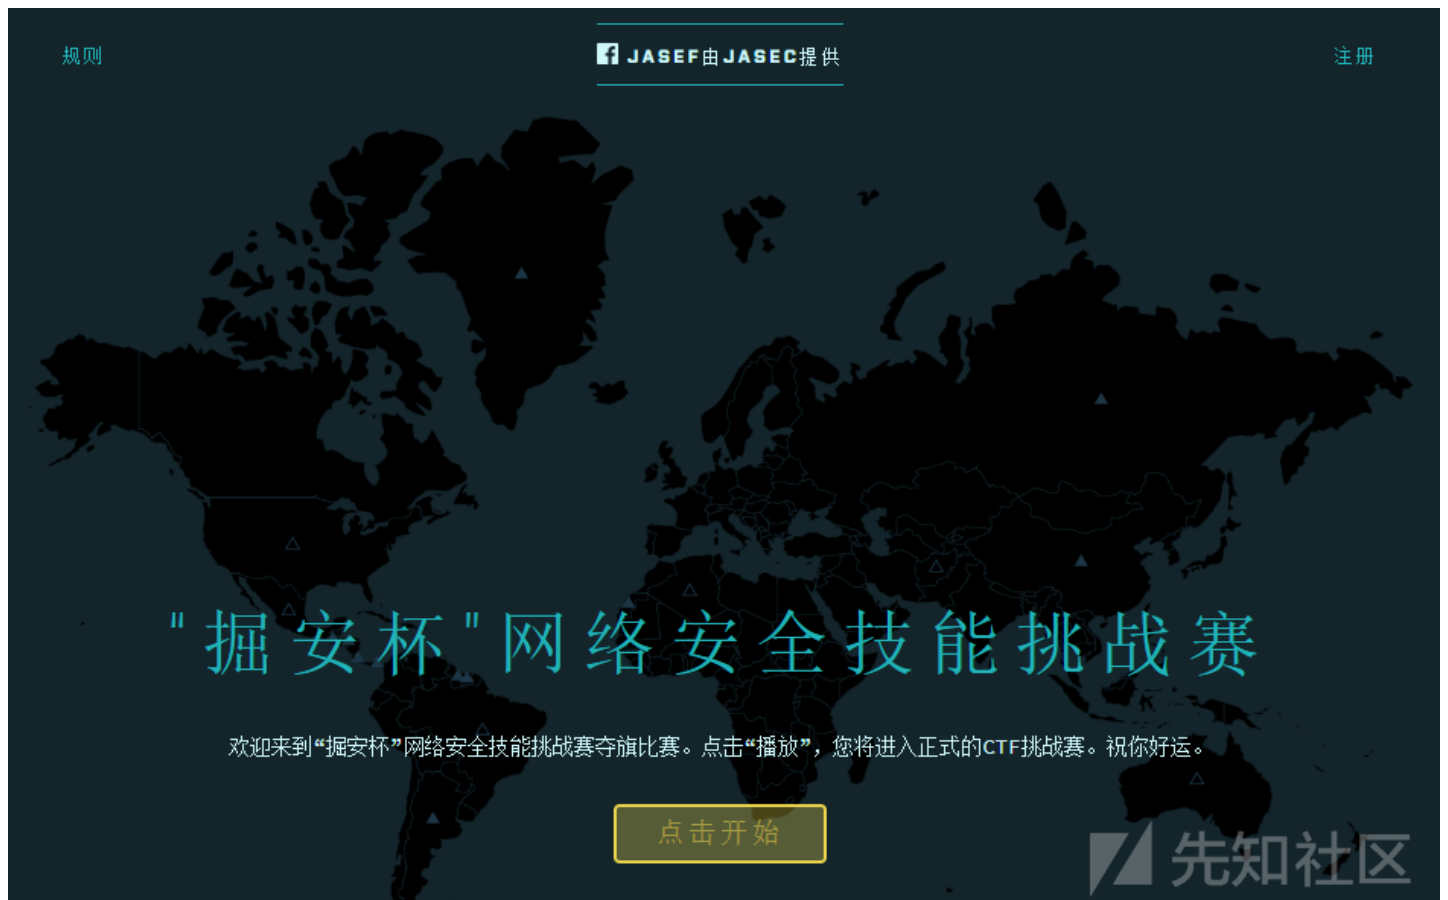 规则
JASEF由JASEC提供
注册
"掘安杯"网络安全技能挑战赛
欢迎来到“掘安杯”网络安全技能挑战赛夺旗比赛。点击“播放”，您将进入正式的CTF挑战赛。祝你好运。
点击开始
先知社区